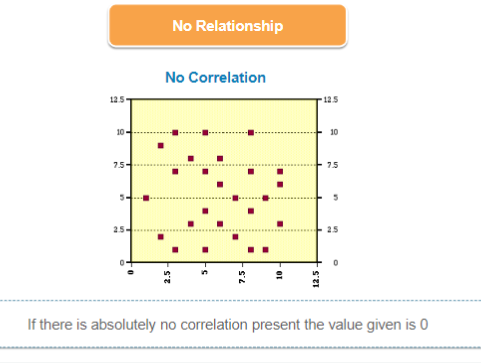 No Relationship
No Correlation
12.5 12.5
10 10
7.5 7.5
5 5
2.5 2.5
0 0
0 2.5 5 7.5 10 12.5
If there is absolutely no correlation present the value given is 0